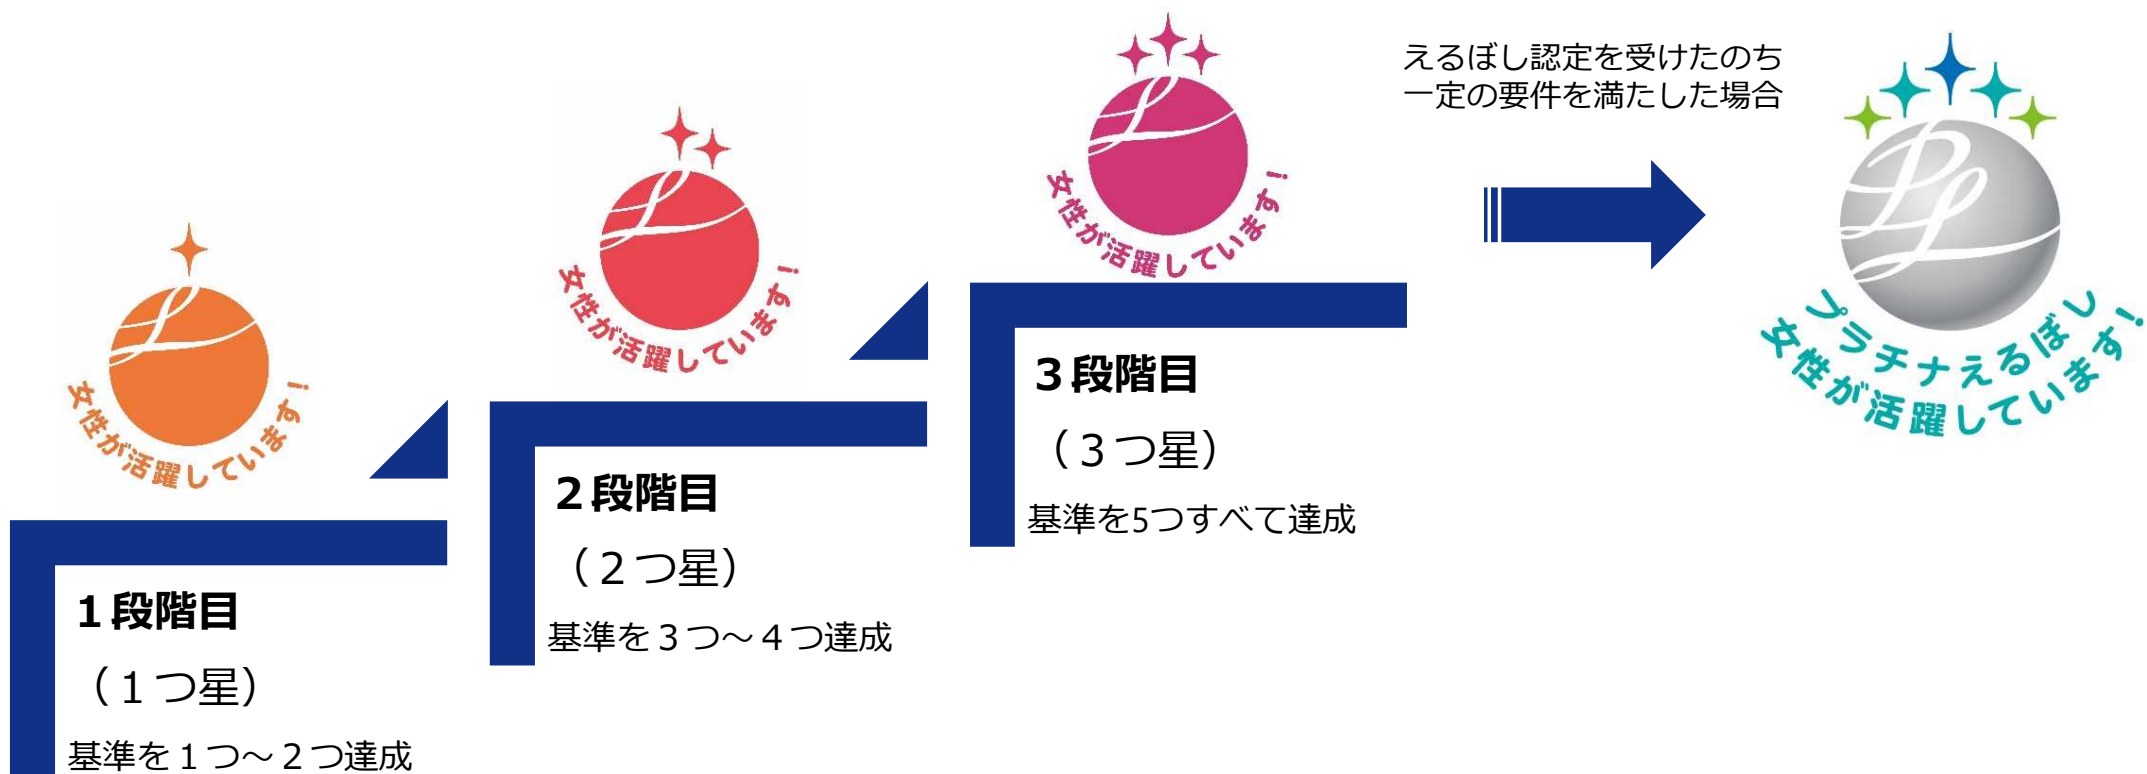 女性が活躍しています!
1段階目
（1つ星）
基準を1つ～2つ達成
女性が活躍しています!
2段階目
（2つ星）
基準を3つ～4つ達成
女性が活躍しています!
3段階目
（3つ星）
基準を5つすべて達成
えるぼし認定を受けたのち
一定の要件を満たした場合
プラチナえるぼし
女性が活躍しています!